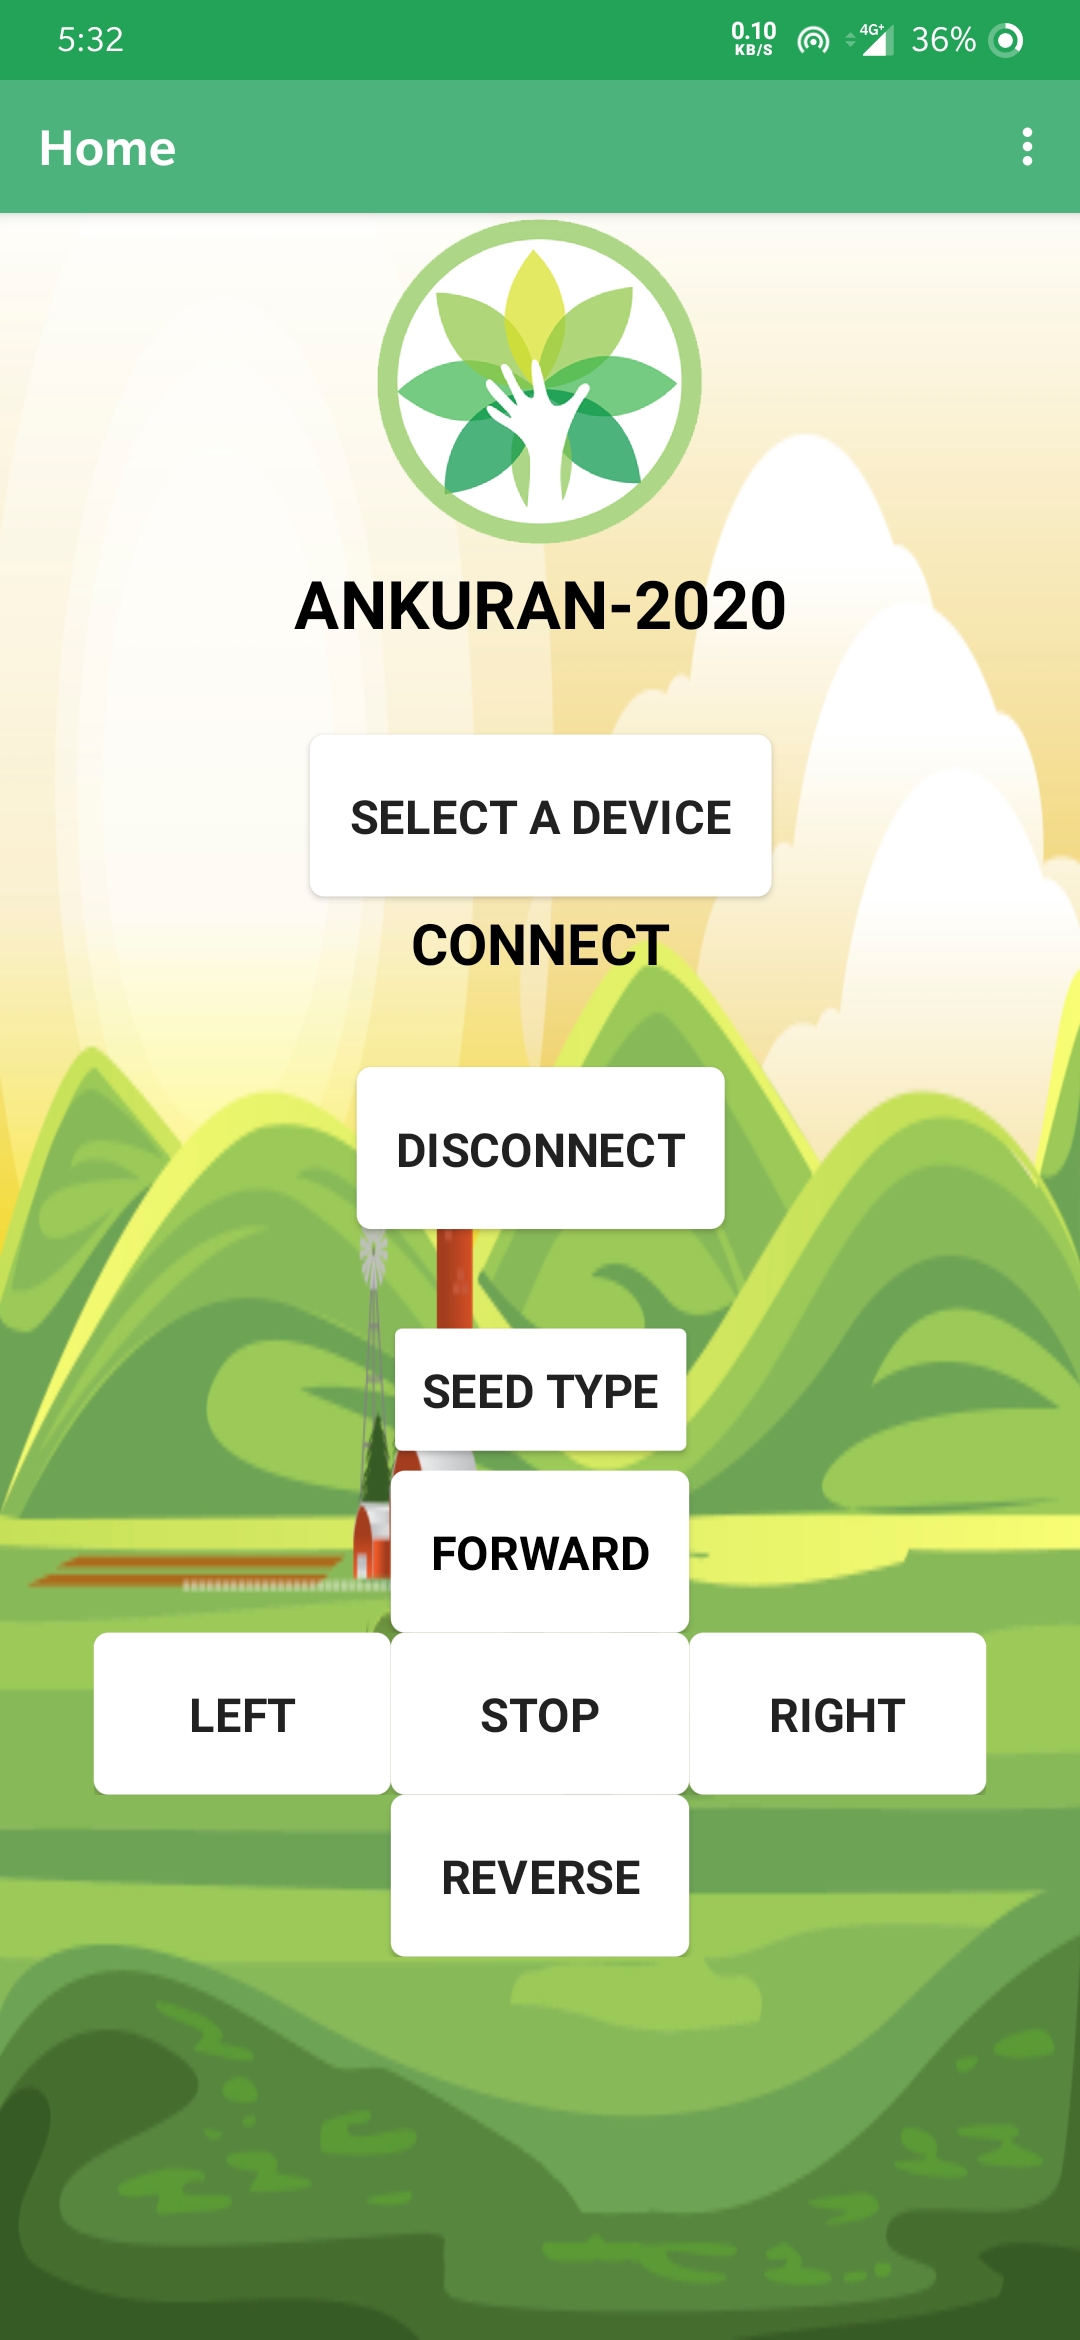 5:32 0.10 KB/S 4G+ 36%
Home
ANKURAN-2020
SELECT A DEVICE
CONNECT
DISCONNECT
SEED TYPE
FORWARD
LEFT STOP RIGHT
REVERSE